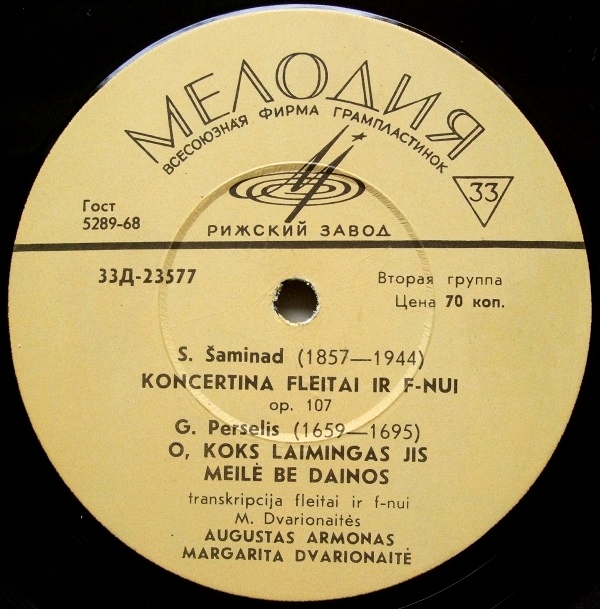 МЕЛОДИЯ
ВСЕСОЮЗНАЯ ФИРМА ГРАМПЛАСТИНОК
33
Гост
5289-68
РИЖСКИЙ ЗАВОД
33Д-23577
Вторая группа
Цена 70 коп.
S. Šaminad (1857—1944)
KONCERTINA FLEITAI IR F-NUI
op. 107
G. Perselis (1659—1695)
O, KOKS LAIMINGAS JIS
MEILĖ BE DAINOS
transkripcija fleitai ir f-nui
M. Dvarionaitės
AUGUSTAS ARMONAS
MARGARITA DVARIONAITĖ